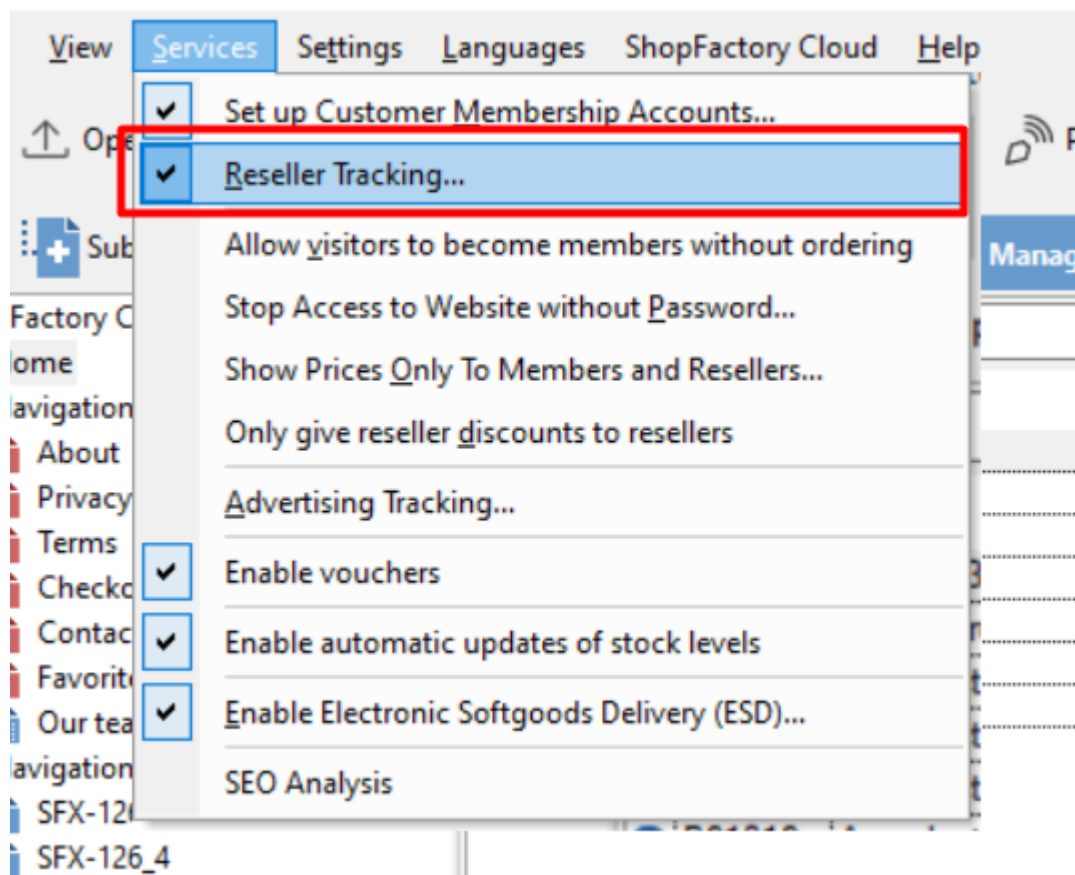 View Services Settings Languages ShopFactory Cloud Help
Set up Customer Membership Accounts...
Reseller Tracking...
Sub
Allow visitors to become members without ordering
Manag
Stop Access to Website without Password...
Factory C
ome
Show Prices Only To Members and Resellers...
avigation
Only give reseller discounts to resellers
About
Privacy
Advertising Tracking...
Terms
Enable vouchers
Checko
Contac
Enable automatic updates of stock levels
Favorite
Our tea
Enable Electronic Softgoods Delivery (ESD)...
avigation
SEO Analysis
SFX-126
SFX-126_4